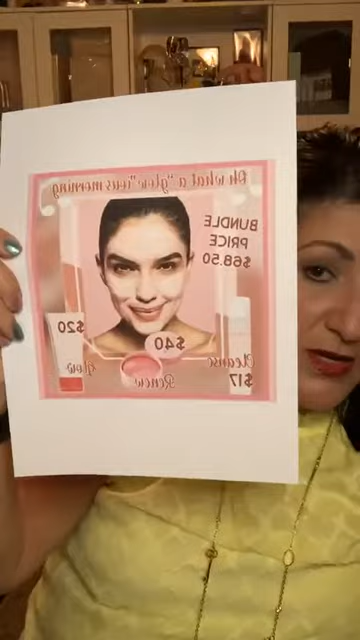 Oh what a "glow"ious morning
BUNDLE
PRICE
$68.50
$20
glow
$40
Renew
Cleanse
$17